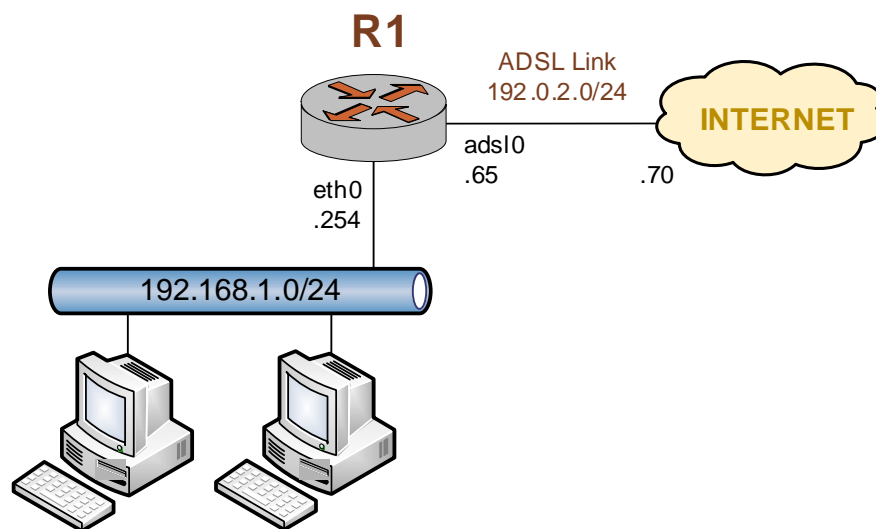 R1
ADSL Link
192.0.2.0/24
INTERNET
adsl0
.65
.70
eth0
.254
192.168.1.0/24